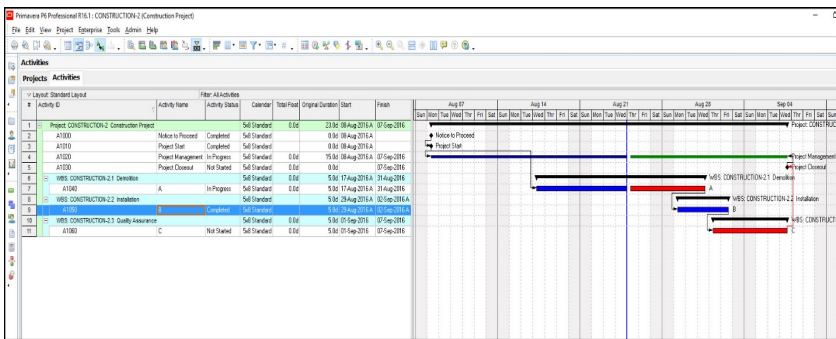 Primavera P6 Professional R16.1 : CONSTRUCTION-2 (Construction Project)
File Edit View Project Enterprise Tools Admin Help
Activities
Projects Activities
Layout: Standard Layout Filter: All Activities
# Activity ID Activity Name Activity Status Calendar Total Float Original Duration Start Finish
Aug 07 Aug 14 Aug 21 Aug 28 Sep 04
Sun Mon Tue Wed Thr Fri Sat Sun Mon Tue Wed Thr Fri Sat Sun Mon Tue Wed Thr Fri Sat Sun Mon Tue Wed Thr Fri Sat Sun Mon Tue Wed Thr Fri Sat Sun
1 Project: CONSTRUCTION-2 Construction Project 5x8 Standard 0.0d 23.0d 08-Aug-2016 A 07-Sep-2016 Project: CONSTRUC
2 A1000 Notice to Proceed Completed 5x8 Standard 0.0d 08-Aug-2016 A Notice to Proceed
3 A1010 Project Start Completed 5x8 Standard 0.0d 08-Aug-2016 A Project Start
4 A1020 Project Management In Progress 5x8 Standard 0.0d 15.0d 08-Aug-2016 A 07-Sep-2016 Project Management
5 A1030 Project Closeout Not Started 5x8 Standard 0.0d 0.0d 07-Sep-2016 Project Closeout
6 WBS: CONSTRUCTION-2.1 Demolition 5x8 Standard 0.0d 5.0d 17-Aug-2016 A 31-Aug-2016 WBS: CONSTRUCTION-2.1 Demolition
7 A1040 A In Progress 5x8 Standard 0.0d 5.0d 17-Aug-2016 A 31-Aug-2016 A
8 WBS: CONSTRUCTION-2.2 Installation 5x8 Standard 5.0d 29-Aug-2016 A 02-Sep-2016 A WBS: CONSTRUCTION-2.2 Installation
9 A1050 B Completed 5x8 Standard 5.0d 29-Aug-2016 A 02-Sep-2016 A B
10 WBS: CONSTRUCTION-2.3 Quality Assurance 5x8 Standard 0.0d 5.0d 01-Sep-2016 07-Sep-2016 WBS: CONSTRUCT
11 A1060 C Not Started 5x8 Standard 0.0d 5.0d 01-Sep-2016 07-Sep-2016 C